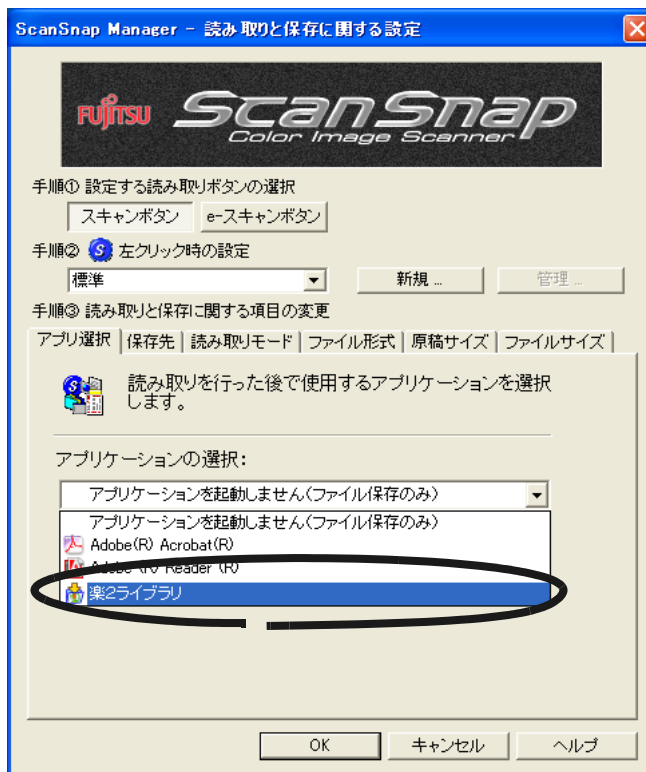 ScanSnap Manager - 読み取りと保存に関する設定
FUJITSU ScanSnap
Color Image Scanner
手順① 設定する読み取りボタンの選択
スキャンボタン e-スキャンボタン
手順② S 左クリック時の設定
標準 新規 ... 管理 ...
手順③ 読み取りと保存に関する項目の変更
アプリ選択 保存先 読み取りモード ファイル形式 原稿サイズ ファイルサイズ
読み取りを行った後で使用するアプリケーションを選択
します。
アプリケーションの選択:
アプリケーションを起動しません(ファイル保存のみ)
アプリケーションを起動しません(ファイル保存のみ)
Adobe(R) Acrobat(R)
Adobe (R) Reader (R)
楽2ライブラリ
OK キャンセル ヘルプ